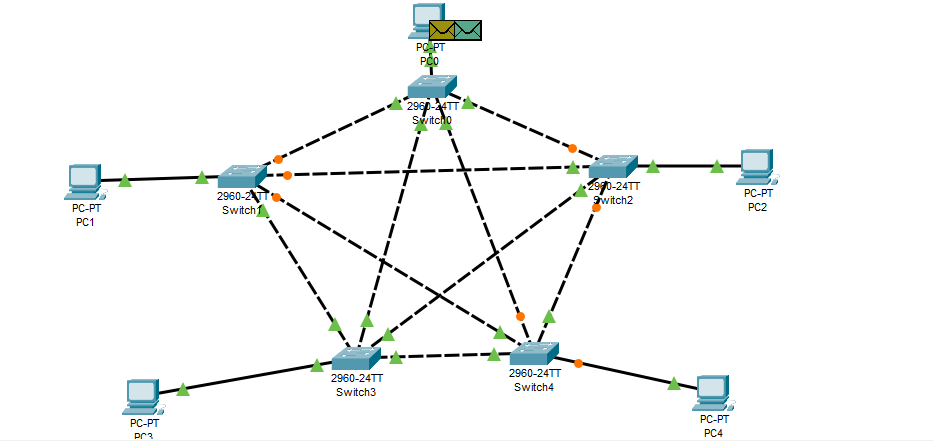 PC-PT
PC0
2960-24TT
Switch0
PC-PT
PC1
2960-24TT
Switch1
2960-24TT
Switch2
PC-PT
PC2
2960-24TT
Switch3
2960-24TT
Switch4
PC-PT
PC3
PC-PT
PC4